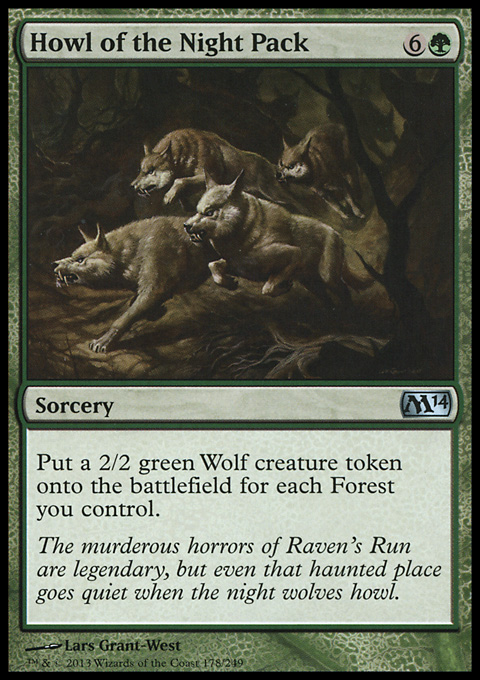 Howl of the Night Pack 6
Sorcery M14
Put a 2/2 green Wolf creature token
onto the battlefield for each Forest
you control.
The murderous horrors of Raven's Run
are legendary, but even that haunted place
goes quiet when the night wolves howl.
Lars Grant-West
™ & © 2013 Wizards of the Coast 178/249